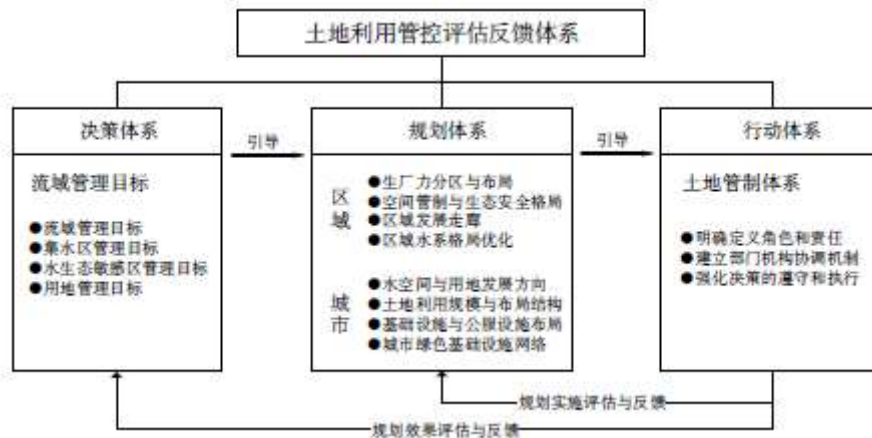 土地利用管控评估反馈体系
决策体系
引导
规划体系
引导
行动体系
流域管理目标
●流域管理目标
●集水区管理目标
●水生态敏感区管理目标
●用地管理目标
区域
●生厂力分区与布局
●空间管制与生态安全格局
●区域发展走廊
●区域水系格局优化
城市
●水空间与用地发展方向
●土地利用规模与布局结构
●基础设施与公服设施布局
●城市绿色基础设施网络
土地管制体系
●明确定义角色和责任
●建立部门机构协调机制
●强化决策的遵守和执行
规划实施评估与反馈
规划效果评估与反馈